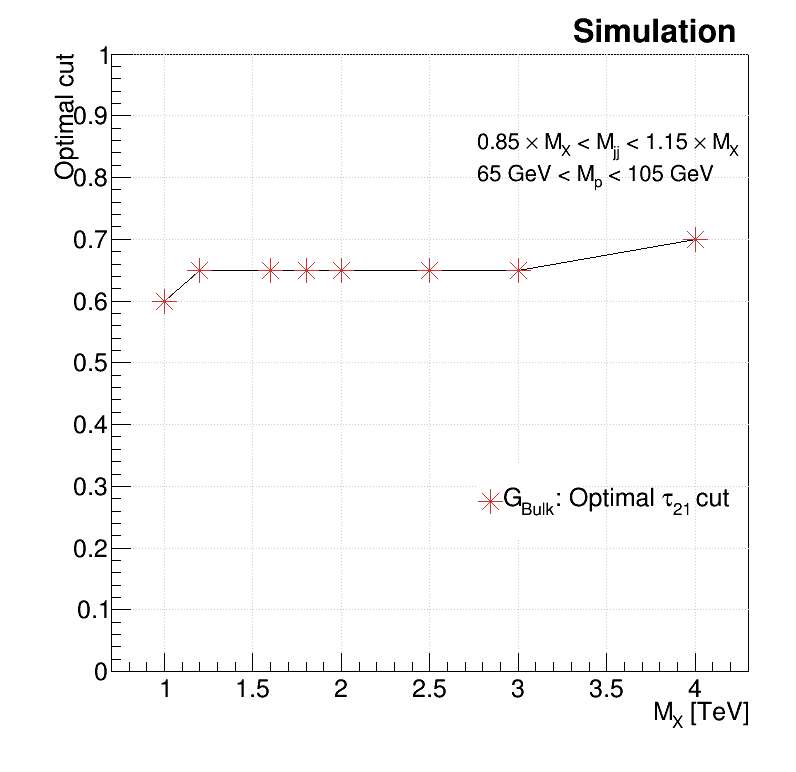 Simulation
Optimal cut
1
0.9
0.8
0.7
0.6
0.5
0.4
0.3
0.2
0.1
0
0.85 × M_X < M_jj < 1.15 × M_X
65 GeV < M_p < 105 GeV
G_Bulk: Optimal τ_21 cut
1 1.5 2 2.5 3 3.5 4
M_X [TeV]